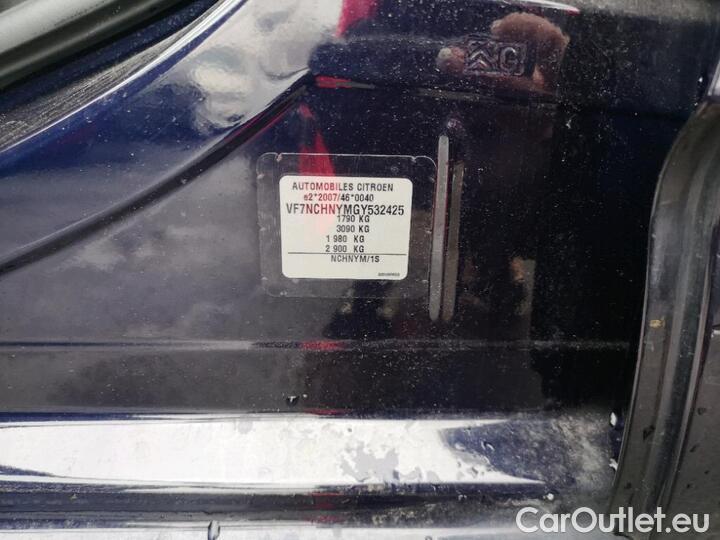 G
AUTOMOBILES CITROEN
e2*2007/46*0040
VF7NCHNYMGY532425
1790 KG
3090 KG
1 980 KG
2 900 KG
NCHNYM/1S
CarOutlet.eu